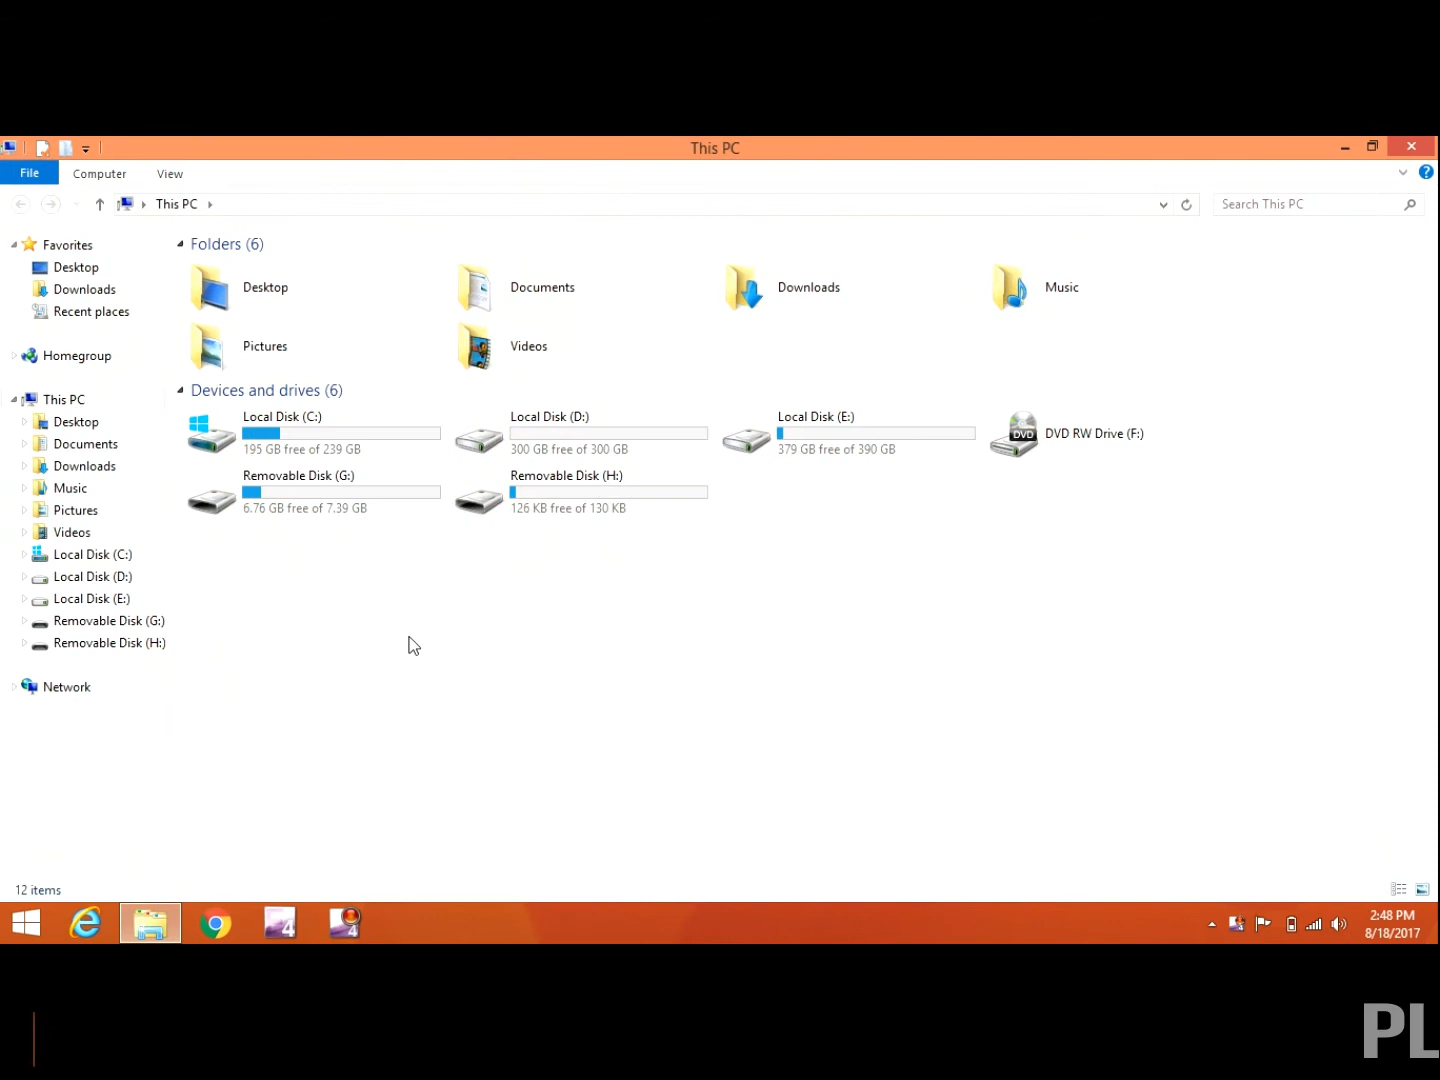 This PC
File Computer View
This PC
Search This PC
Favorites
Desktop
Downloads
Recent places
Homegroup
This PC
Desktop
Documents
Downloads
Music
Pictures
Videos
Local Disk (C:)
Local Disk (D:)
Local Disk (E:)
Removable Disk (G:)
Removable Disk (H:)
Network
Folders (6)
Desktop
Documents
Downloads
Music
Pictures
Videos
Devices and drives (6)
Local Disk (C:)
195 GB free of 239 GB
Local Disk (D:)
300 GB free of 300 GB
Local Disk (E:)
379 GB free of 390 GB
DVD
DVD RW Drive (F:)
Removable Disk (G:)
6.76 GB free of 7.39 GB
Removable Disk (H:)
126 KB free of 130 KB
12 items
4
4
2:48 PM
8/18/2017
PL